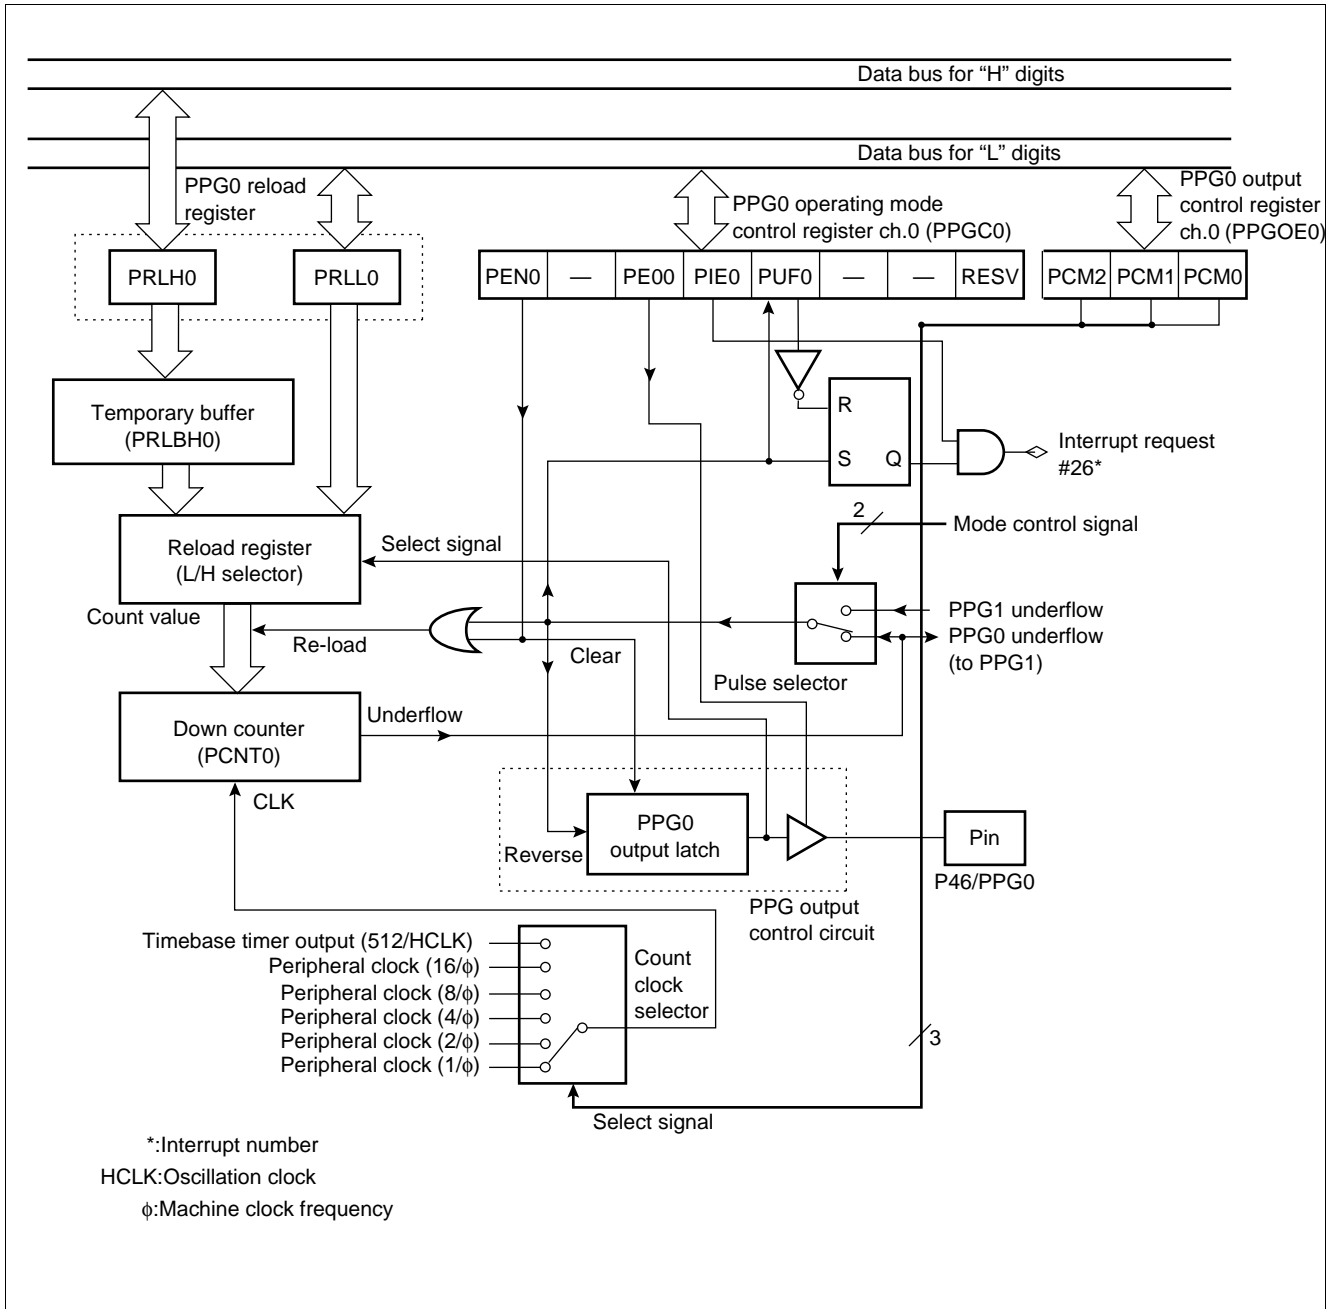 Data bus for “H” digits
Data bus for “L” digits
PPG0 reload
register
PPG0 operating mode
control register ch.0 (PPGC0)
PPG0 output
control register
ch.0 (PPGOE0)
PRLH0
PRLL0
PEN0
—
PE00
PIE0
PUF0
—
—
RESV
PCM2
PCM1
PCM0
Temporary buffer
(PRLBH0)
R
S
Q
Interrupt request
#26*
2
Mode control signal
Reload register
(L/H selector)
Select signal
Count value
Re-load
Clear
PPG1 underflow
PPG0 underflow
(to PPG1)
Pulse selector
Down counter
(PCNT0)
Underflow
CLK
PPG0
output latch
Reverse
Pin
P46/PPG0
PPG output
control circuit
Timebase timer output (512/HCLK)
Peripheral clock (16/ϕ)
Peripheral clock (8/ϕ)
Peripheral clock (4/ϕ)
Peripheral clock (2/ϕ)
Peripheral clock (1/ϕ)
Count
clock
selector
3
Select signal
*:Interrupt number
HCLK:Oscillation clock
ϕ:Machine clock frequency